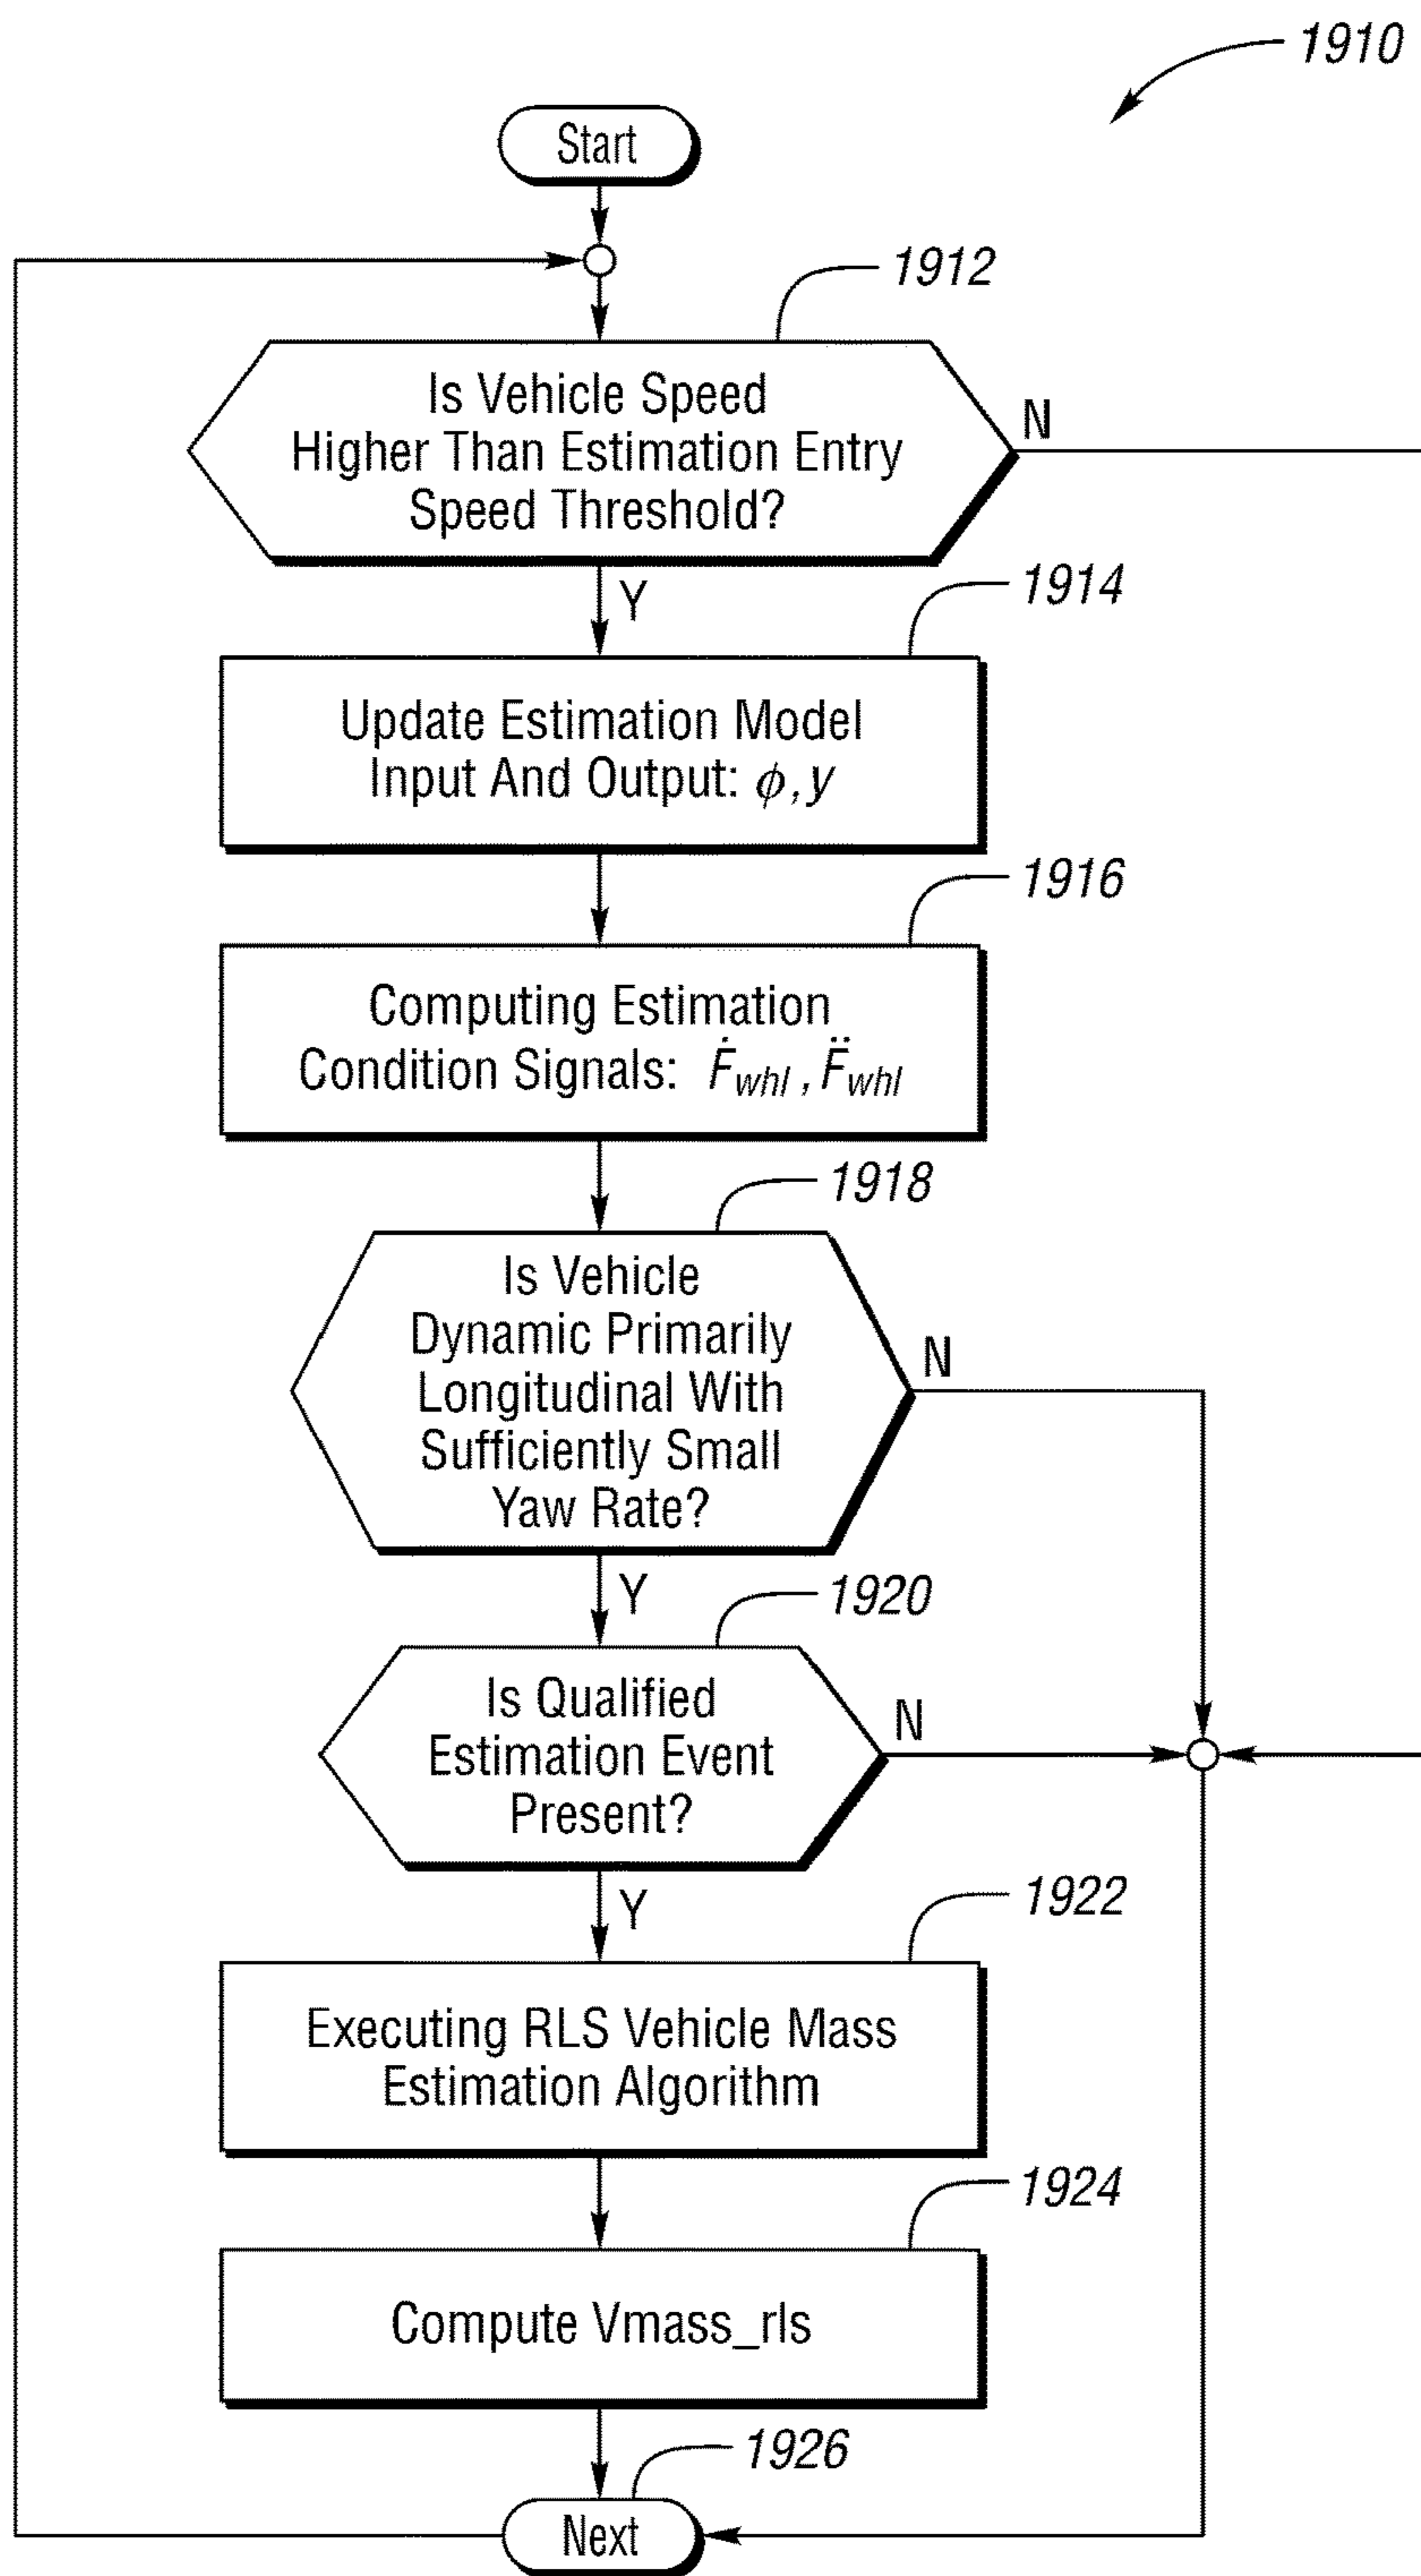 1910
Start
1912
Is Vehicle Speed
Higher Than Estimation Entry
Speed Threshold?
N
Y
1914
Update Estimation Model
Input And Output: ϕ, y
1916
Computing Estimation
Condition Signals: Ḟwhl , F̈whl
1918
Is Vehicle
Dynamic Primarily
Longitudinal With
Sufficiently Small
Yaw Rate?
N
Y
1920
Is Qualified
Estimation Event
Present?
N
Y
1922
Executing RLS Vehicle Mass
Estimation Algorithm
1924
Compute Vmass_rls
1926
Next